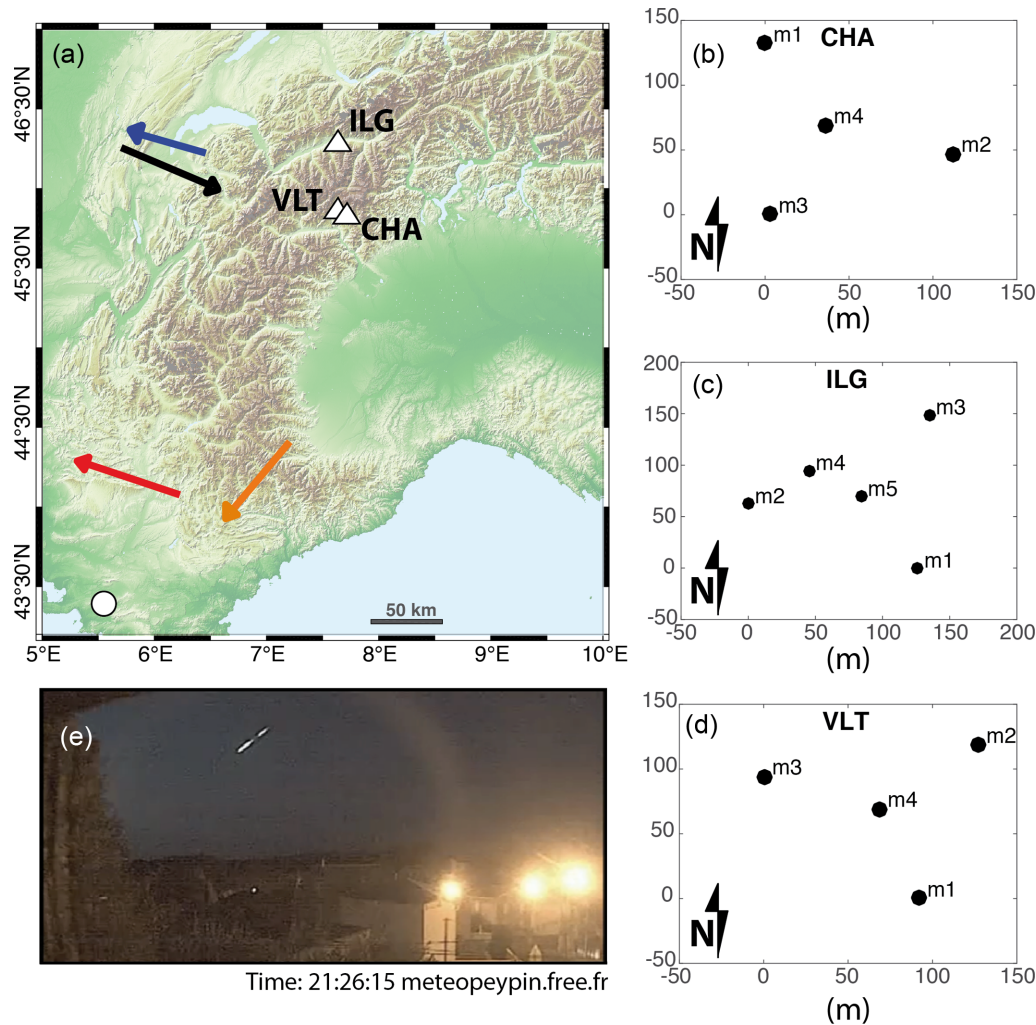 (a)
ILG
VLT
CHA
50 km
46°30'N
45°30'N
44°30'N
43°30'N
5°E 6°E 7°E 8°E 9°E 10°E
(b)
CHA
m1
m4
m2
m3
N
150
100
50
0
-50
-50 0 50 100 150
(m)
(c)
ILG
m3
m4
m2
m5
m1
N
200
150
100
50
0
-50
-50 0 50 100 150 200
(m)
(e)
Time: 21:26:15 meteopeypin.free.fr
(d)
VLT
m2
m3
m4
m1
N
150
100
50
0
-50
-50 0 50 100 150
(m)